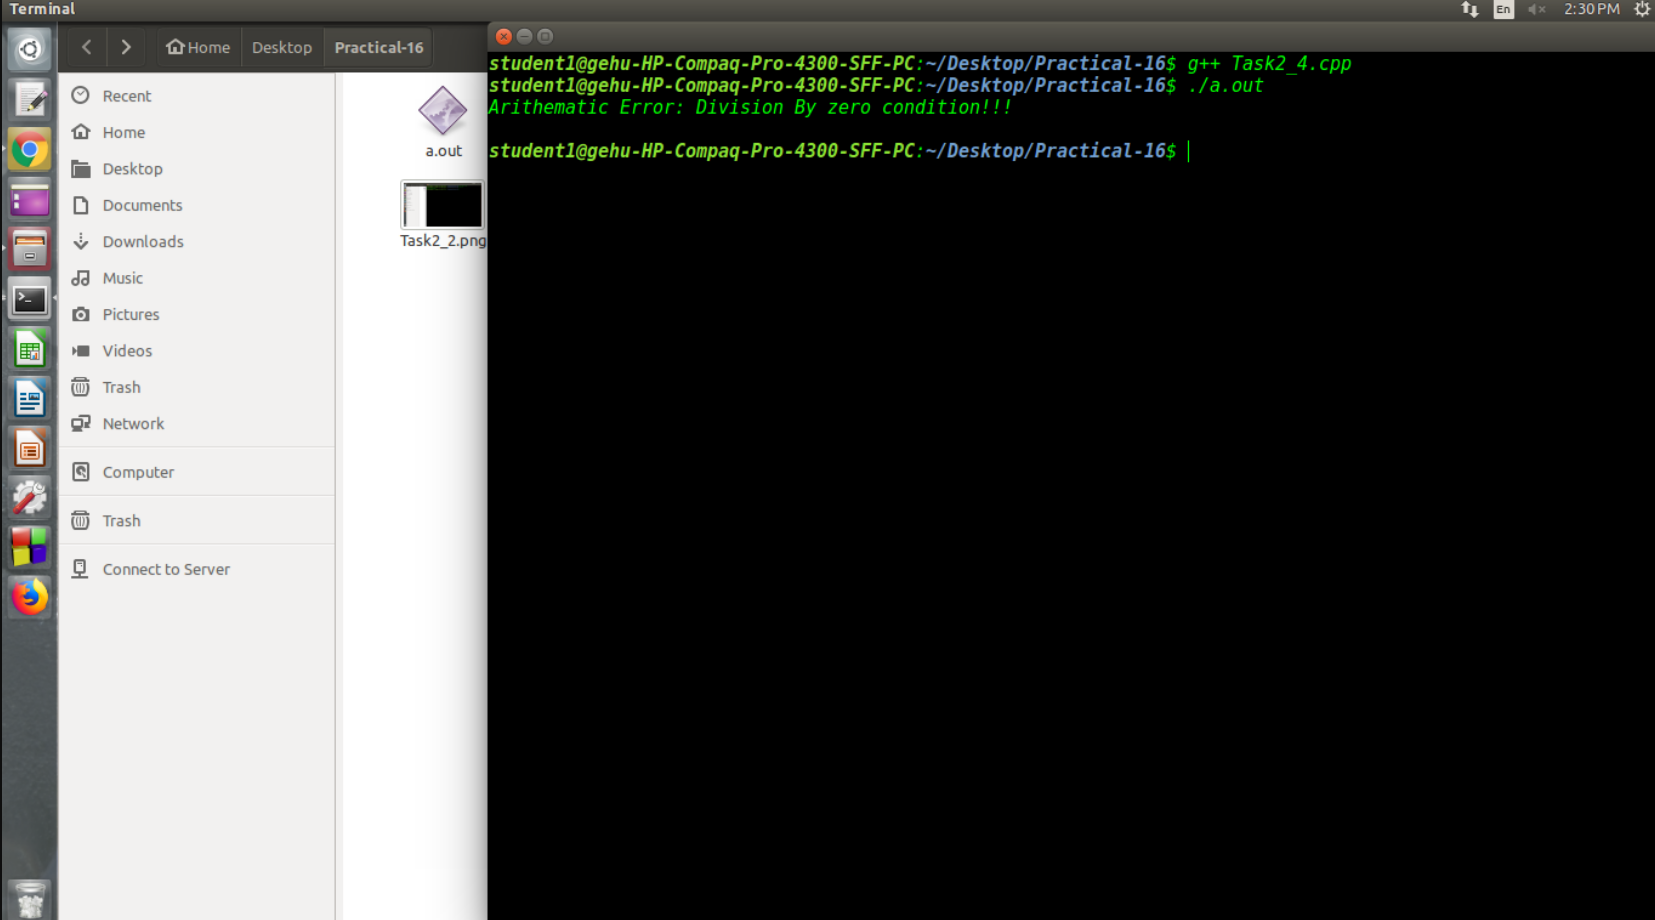 Terminal
En
2:30 PM
Home
Desktop
Practical-16
Recent
Home
Desktop
Documents
Downloads
Music
Pictures
Videos
Trash
Network
Computer
Trash
Connect to Server
a.out
Task2_2.png
student1@gehu-HP-Compaq-Pro-4300-SFF-PC:~/Desktop/Practical-16$ g++ Task2_4.cpp
student1@gehu-HP-Compaq-Pro-4300-SFF-PC:~/Desktop/Practical-16$ ./a.out
Arithematic Error: Division By zero condition!!!
student1@gehu-HP-Compaq-Pro-4300-SFF-PC:~/Desktop/Practical-16$